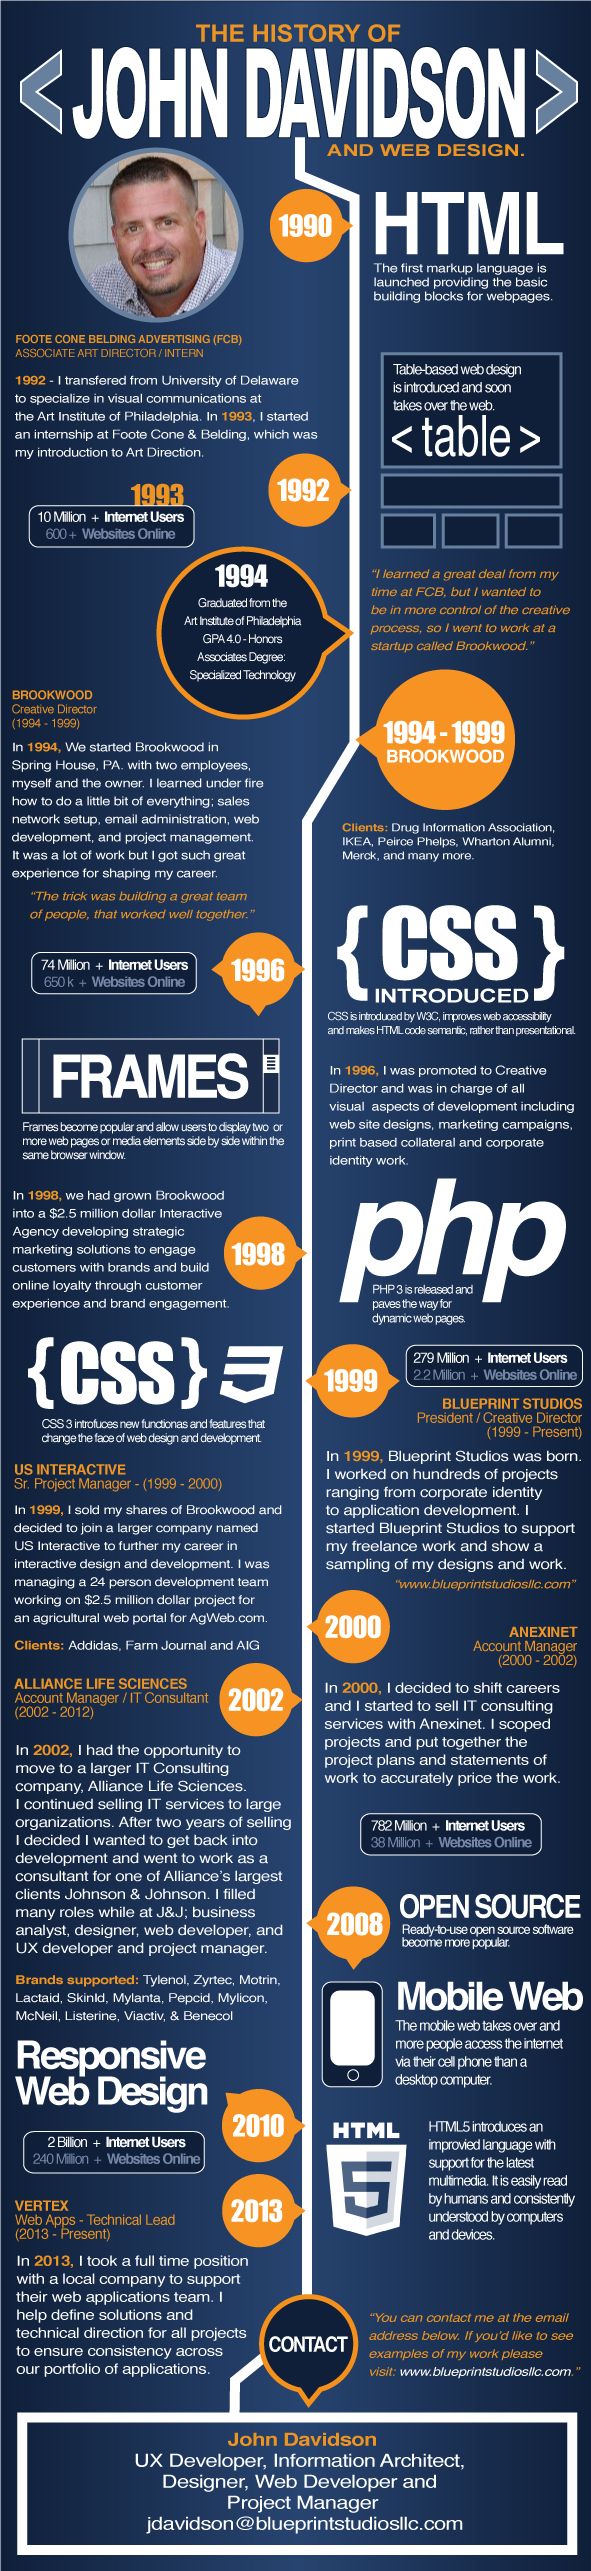 THE HISTORY OF
< JOHN DAVIDSON >
AND WEB DESIGN.
1990
HTML
The first markup language is
launched providing the basic
building blocks for webpages.
FOOTE CONE BELDING ADVERTISING (FCB)
ASSOCIATE ART DIRECTOR / INTERN
1992 - I transfered from University of Delaware
to specialize in visual communications at
the Art Institute of Philadelphia. In 1993, I started
an internship at Foote Cone & Belding, which was
my introduction to Art Direction.
Table-based web design
is introduced and soon
takes over the web.
< table >
1992
1993
10 Million + Internet Users
600 + Websites Online
1994
Graduated from the
Art Institute of Philadelphia
GPA 4.0 - Honors
Associates Degree:
Specialized Technology
"I learned a great deal from my
time at FCB, but I wanted to
be in more control of the creative
process, so I went to work at a
startup called Brookwood."
BROOKWOOD
Creative Director
(1994 - 1999)
In 1994, We started Brookwood in
Spring House, PA. with two employees,
myself and the owner. I learned under fire
how to do a little bit of everything; sales
network setup, email administration, web
development, and project management.
It was a lot of work but I got such great
experience for shaping my career.
"The trick was building a great team
of people, that worked well together."
1994 - 1999
BROOKWOOD
Clients: Drug Information Association,
IKEA, Peirce Phelps, Wharton Alumni,
Merck, and many more.
74 Million + Internet Users
650 k + Websites Online
1996
{CSS}
INTRODUCED
CSS is introduced by W3C, improves web accessibility
and makes HTML code semantic, rather than presentational.
FRAMES
Frames become popular and allow users to display two or
more web pages or media elements side by side within the
same browser window.
In 1996, I was promoted to Creative
Director and was in charge of all
visual aspects of development including
web site designs, marketing campaigns,
print based collateral and corporate
identity work.
In 1998, we had grown Brookwood
into a $2.5 million dollar Interactive
Agency developing strategic
marketing solutions to engage
customers with brands and build
online loyalty through customer
experience and brand engagement.
1998
php
PHP 3 is released and
paves the way for
dynamic web pages.
{CSS}3
CSS 3 introfuces new functionas and features that
change the face of web design and development.
1999
279 Million + Internet Users
2.2 Million + Websites Online
BLUEPRINT STUDIOS
President / Creative Director
(1999 - Present)
In 1999, Blueprint Studios was born.
I worked on hundreds of projects
ranging from corporate identity
to application development. I
started Blueprint Studios to support
my freelance work and show a
sampling of my designs and work.
"www.blueprintstudiosllc.com"
US INTERACTIVE
Sr. Project Manager - (1999 - 2000)
In 1999, I sold my shares of Brookwood and
decided to join a larger company named
US Interactive to further my career in
interactive design and development. I was
managing a 24 person development team
working on $2.5 million dollar project for
an agricultural web portal for AgWeb.com.
Clients: Addidas, Farm Journal and AIG
2000
ANEXINET
Account Manager
(2000 - 2002)
In 2000, I decided to shift careers
and I started to sell IT consulting
services with Anexinet. I scoped
projects and put together the
project plans and statements of
work to accurately price the work.
ALLIANCE LIFE SCIENCES
Account Manager / IT Consultant
(2002 - 2012)
2002
In 2002, I had the opportunity to
move to a larger IT Consulting
company, Alliance Life Sciences.
I continued selling IT services to large
organizations. After two years of selling
I decided I wanted to get back into
development and went to work as a
consultant for one of Alliance's largest
clients Johnson & Johnson. I filled
many roles while at J&J; business
analyst, designer, web developer, and
UX developer and project manager.
Brands supported: Tylenol, Zyrtec, Motrin,
Lactaid, SkinId, Mylanta, Pepcid, Mylicon,
McNeil, Listerine, Viactiv, & Benecol
782 Million + Internet Users
38 Million + Websites Online
2008
OPEN SOURCE
Ready-to-use open source software
become more popular.
Mobile Web
The mobile web takes over and
more people access the internet
via their cell phone than a
desktop computer.
Responsive
Web Design
2010
2 Billion + Internet Users
240 Million + Websites Online
HTML
5
HTML5 introduces an
improvied language with
support for the latest
multimedia. It is easily read
by humans and consistently
understood by computers
and devices.
VERTEX
Web Apps - Technical Lead
(2013 - Present)
2013
In 2013, I took a full time position
with a local company to support
their web applications team. I
help define solutions and
technical direction for all projects
to ensure consistency across
our portfolio of applications.
CONTACT
"You can contact me at the email
address below. If you'd like to see
examples of my work please
visit: www.blueprintstudiosllc.com."
John Davidson
UX Developer, Information Architect,
Designer, Web Developer and
Project Manager
jdavidson@blueprintstudiosllc.com